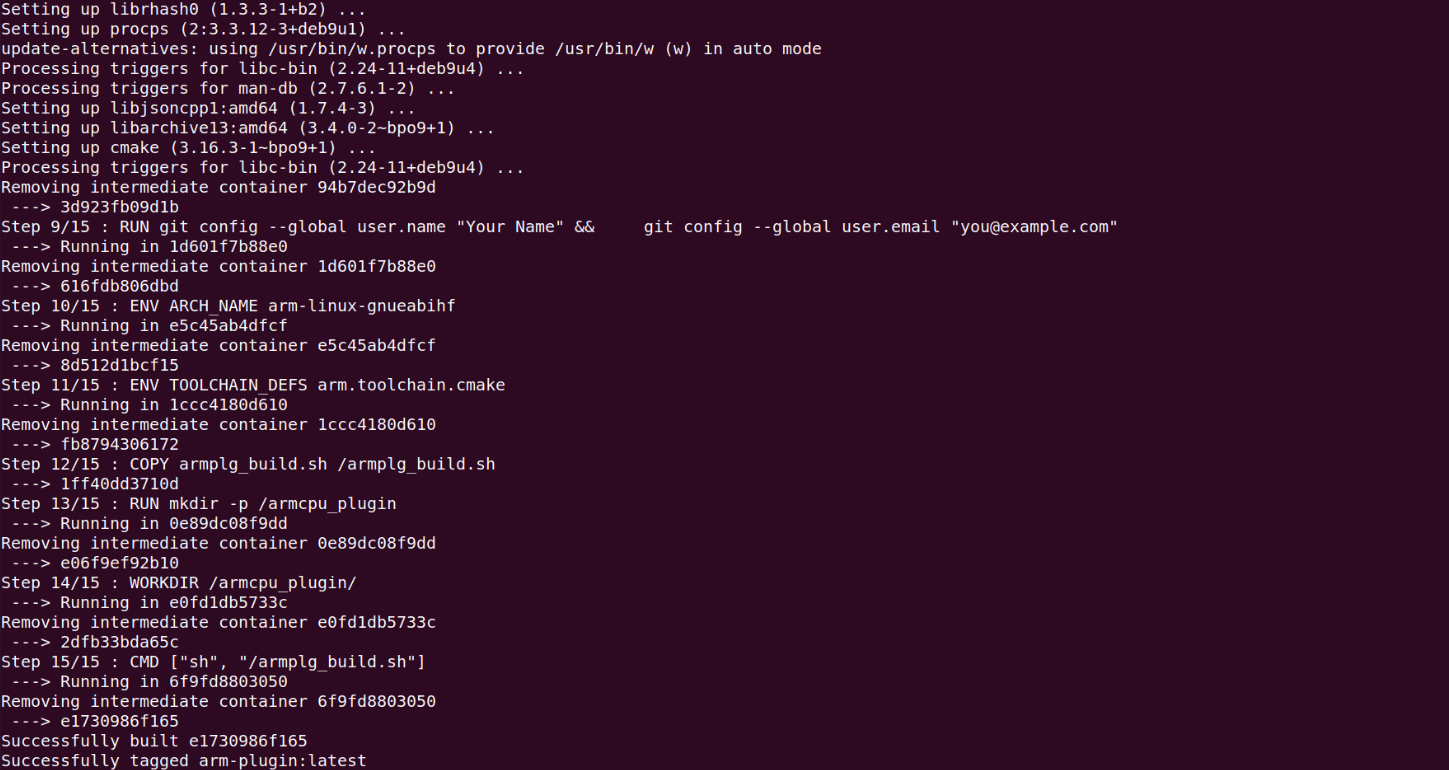 Setting up librhash0 (1.3.3-1+b2) ...
Setting up procps (2:3.3.12-3+deb9u1) ...
update-alternatives: using /usr/bin/w.procps to provide /usr/bin/w (w) in auto mode
Processing triggers for libc-bin (2.24-11+deb9u4) ...
Processing triggers for man-db (2.7.6.1-2) ...
Setting up libjsoncpp1:amd64 (1.7.4-3) ...
Setting up libarchive13:amd64 (3.4.0-2~bpo9+1) ...
Setting up cmake (3.16.3-1~bpo9+1) ...
Processing triggers for libc-bin (2.24-11+deb9u4) ...
Removing intermediate container 94b7dec92b9d
 ---> 3d923fb09d1b
Step 9/15 : RUN git config --global user.name "Your Name" &&     git config --global user.email "you@example.com"
 ---> Running in 1d601f7b88e0
Removing intermediate container 1d601f7b88e0
 ---> 616fdb806dbd
Step 10/15 : ENV ARCH_NAME arm-linux-gnueabihf
 ---> Running in e5c45ab4dfcf
Removing intermediate container e5c45ab4dfcf
 ---> 8d512d1bcf15
Step 11/15 : ENV TOOLCHAIN_DEFS arm.toolchain.cmake
 ---> Running in 1ccc4180d610
Removing intermediate container 1ccc4180d610
 ---> fb8794306172
Step 12/15 : COPY armplg_build.sh /armplg_build.sh
 ---> 1ff40dd3710d
Step 13/15 : RUN mkdir -p /armcpu_plugin
 ---> Running in 0e89dc08f9dd
Removing intermediate container 0e89dc08f9dd
 ---> e06f9ef92b10
Step 14/15 : WORKDIR /armcpu_plugin/
 ---> Running in e0fd1db5733c
Removing intermediate container e0fd1db5733c
 ---> 2dfb33bda65c
Step 15/15 : CMD ["sh", "/armplg_build.sh"]
 ---> Running in 6f9fd8803050
Removing intermediate container 6f9fd8803050
 ---> e1730986f165
Successfully built e1730986f165
Successfully tagged arm-plugin:latest